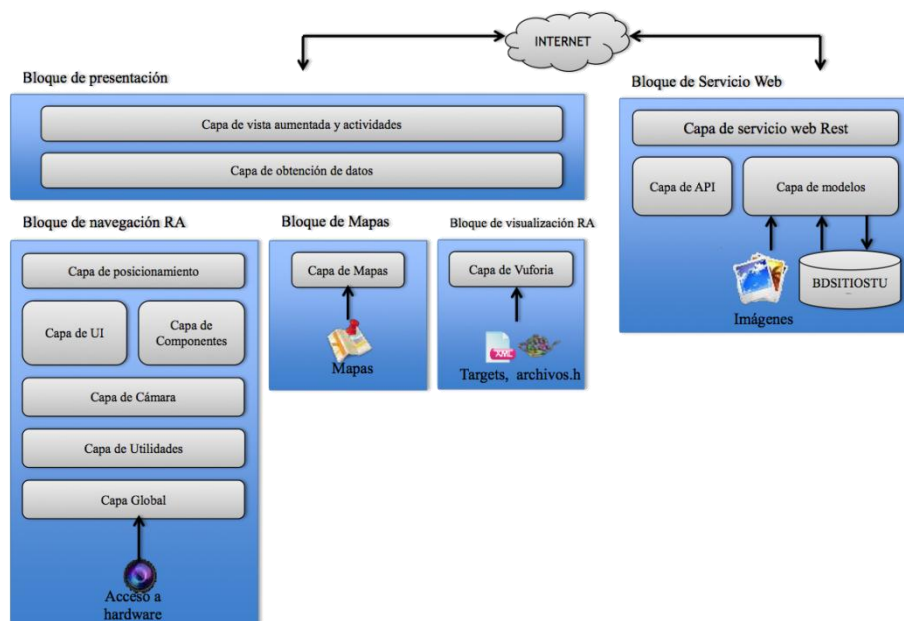 INTERNET
Bloque de presentación
Capa de vista aumentada y actividades
Capa de obtención de datos
Bloque de Servicio Web
Capa de servicio web Rest
Capa de API
Capa de modelos
Imágenes
BDSITIOSTU
Bloque de navegación RA
Capa de posicionamiento
Capa de UI
Capa de
Componentes
Capa de Cámara
Capa de Utilidades
Capa Global
Acceso a
hardware
Bloque de Mapas
Capa de Mapas
Mapas
Bloque de visualización RA
Capa de Vuforia
XML
Targets, archivos.h